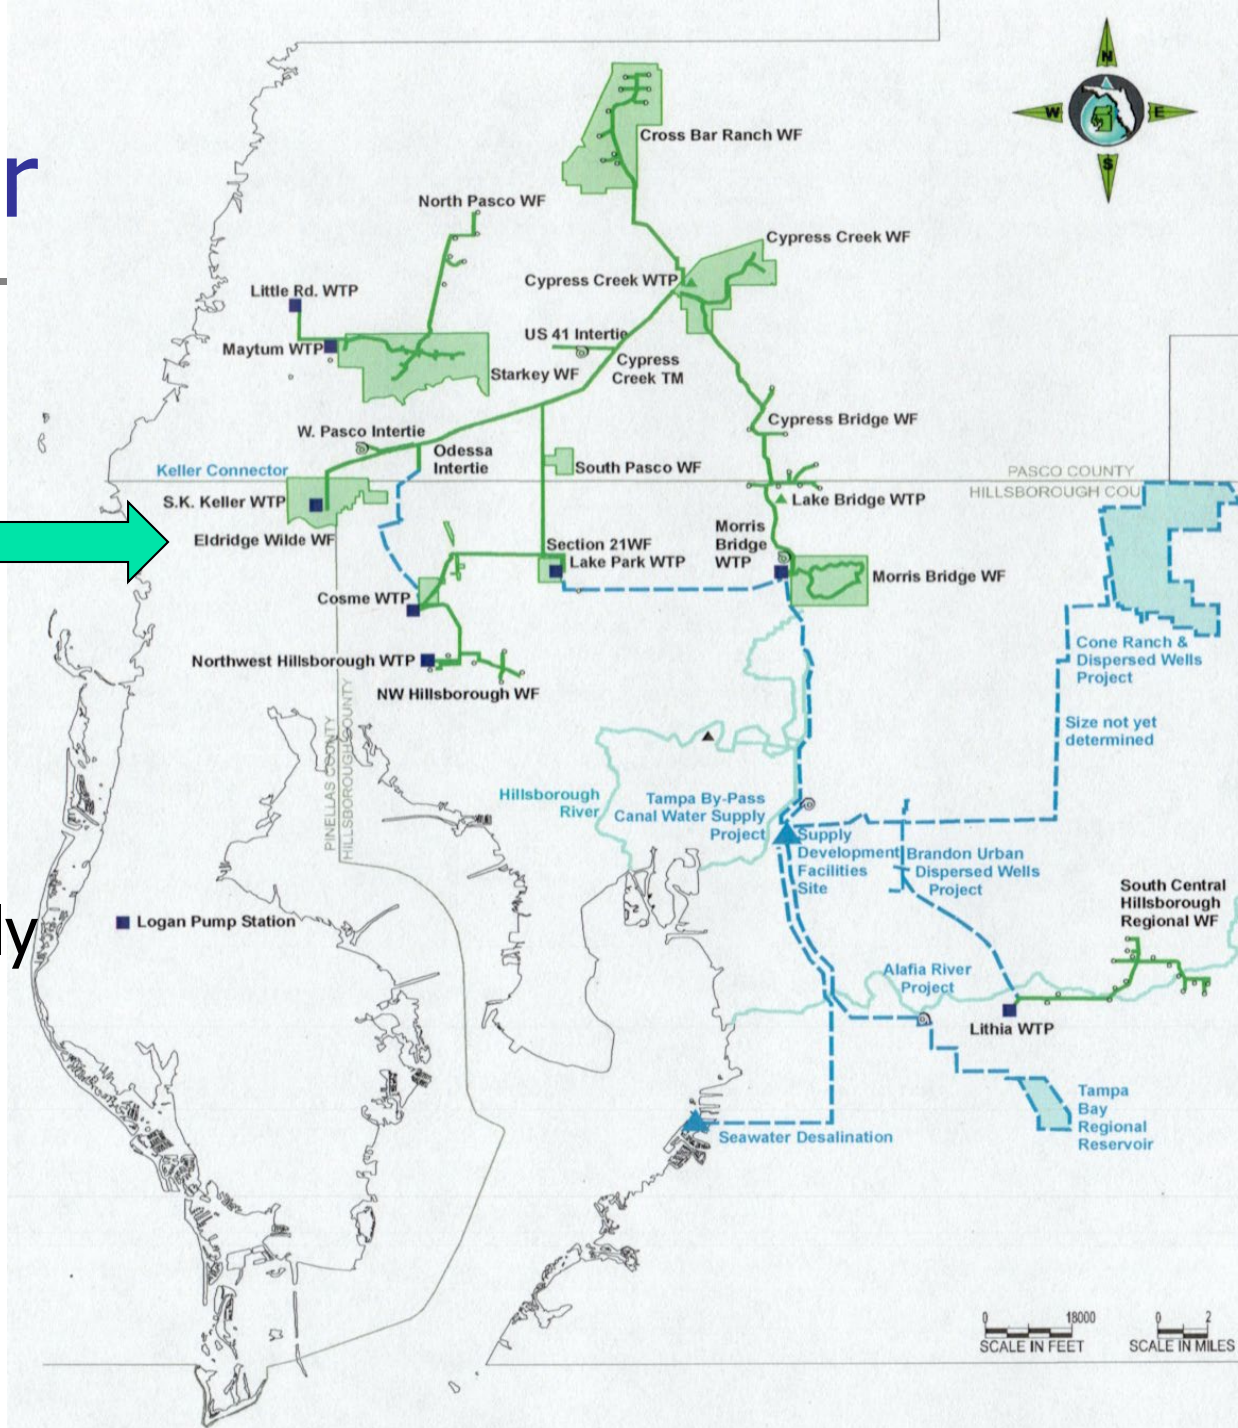 N
W
E
S
r
Cross Bar Ranch WF
North Pasco WF
Cypress Creek WF
Cypress Creek WTP
Little Rd. WTP
US 41 Intertie
Maytum WTP
Cypress
Creek TM
Starkey WF
Cypress Bridge WF
W. Pasco Intertie
Odessa
Intertie
Keller Connector
South Pasco WF
PASCO COUNTY
HILLSBOROUGH COU
S.K. Keller WTP
Lake Bridge WTP
Eldridge Wilde WF
Morris
Bridge
WTP
Section 21WF
Lake Park WTP
Morris Bridge WF
Cosme WTP
Northwest Hillsborough WTP
NW Hillsborough WF
Cone Ranch &
Dispersed Wells
Project
Size not yet
determined
PINELLAS COUNTY
HILLSBOROUGH COUNTY
Hillsborough
River
Tampa By-Pass
Canal Water Supply
Project
Supply
Development
Facilities
Site
Brandon Urban
Dispersed Wells
Project
South Central
Hillsborough
Regional WF
ly
Logan Pump Station
Alafia River
Project
Lithia WTP
Tampa
Bay
Regional
Reservoir
Seawater Desalination
0 18000
SCALE IN FEET
0 2
SCALE IN MILES